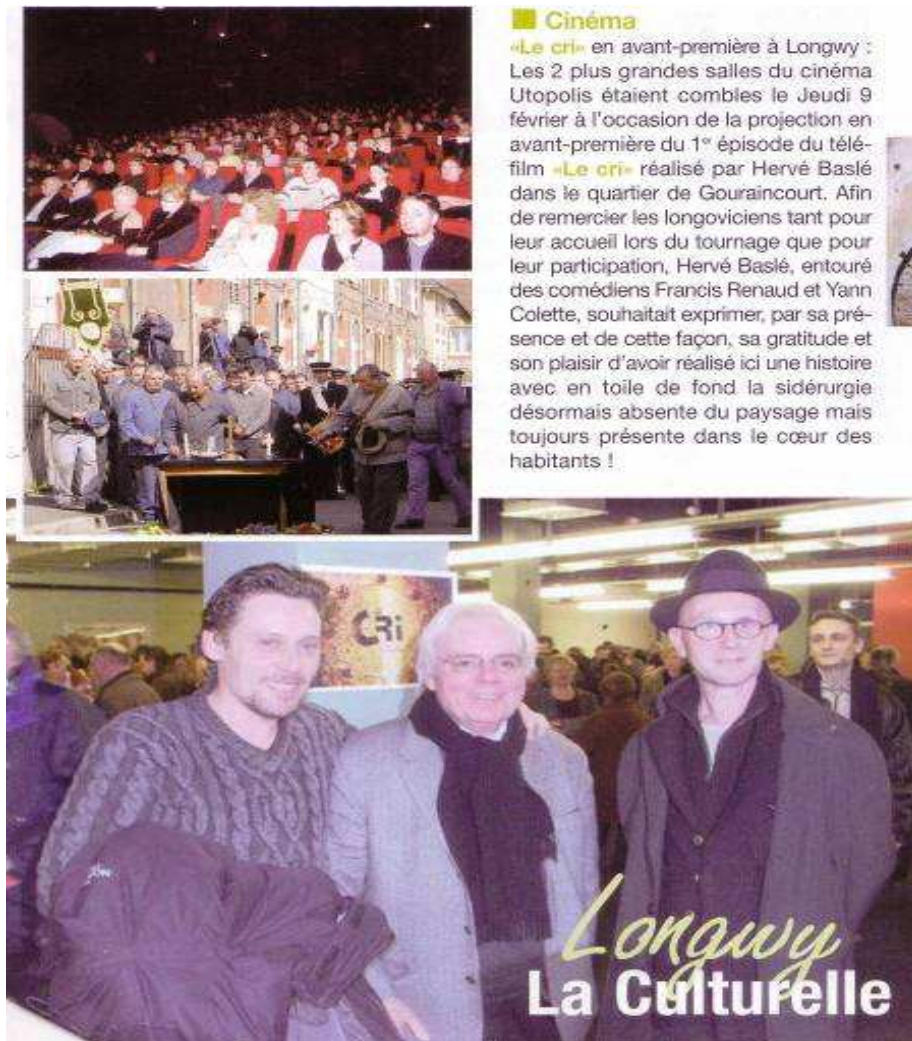 Cinéma
«Le cri» en avant-première à Longwy :
Les 2 plus grandes salles du cinéma
Utopolis étaient combles le Jeudi 9
février à l'occasion de la projection en
avant-première du 1er épisode du télé-
film «Le cri» réalisé par Hervé Baslé
dans le quartier de Gouraincourt. Afin
de remercier les longoviciens tant pour
leur accueil lors du tournage que pour
leur participation, Hervé Baslé, entouré
des comédiens Francis Renaud et Yann
Colette, souhaitait exprimer, par sa pré-
sence et de cette façon, sa gratitude et
son plaisir d'avoir réalisé ici une histoire
avec en toile de fond la sidérurgie
désormais absente du paysage mais
toujours présente dans le cœur des
habitants !
CRi
Longwy
La Culturelle